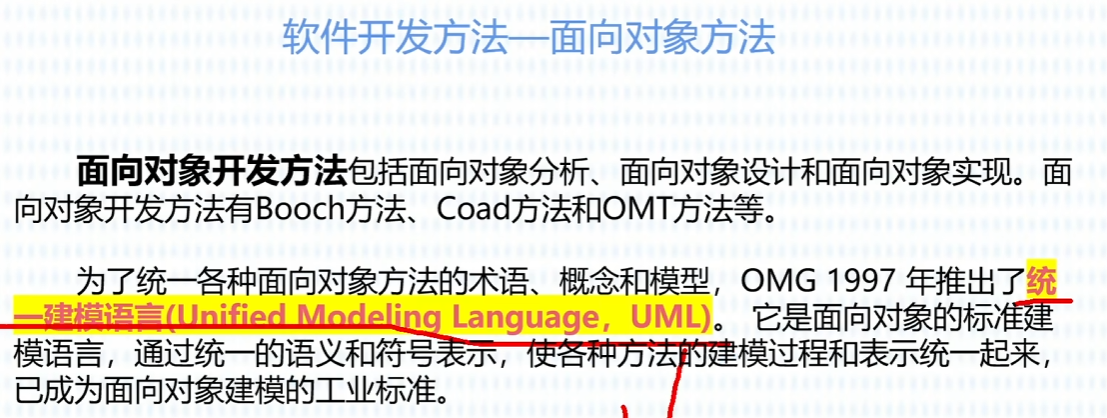 软件开发方法—面向对象方法
面向对象开发方法包括面向对象分析、面向对象设计和面向对象实现。面
向对象开发方法有Booch方法、Coad方法和OMT方法等。
为了统一各种面向对象方法的术语、概念和模型，OMG 1997 年推出了统
一建模语言(Unified Modeling Language，UML)。它是面向对象的标准建
模语言，通过统一的语义和符号表示，使各种方法的建模过程和表示统一起来，
已成为面向对象建模的工业标准。